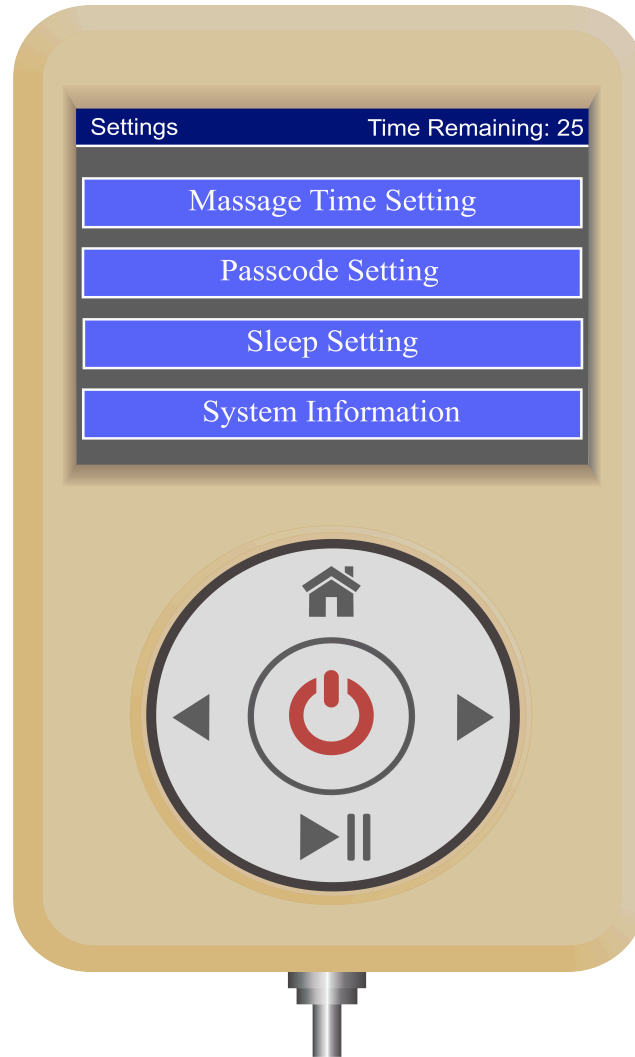 Settings Time Remaining: 25
Massage Time Setting
Passcode Setting
Sleep Setting
System Information